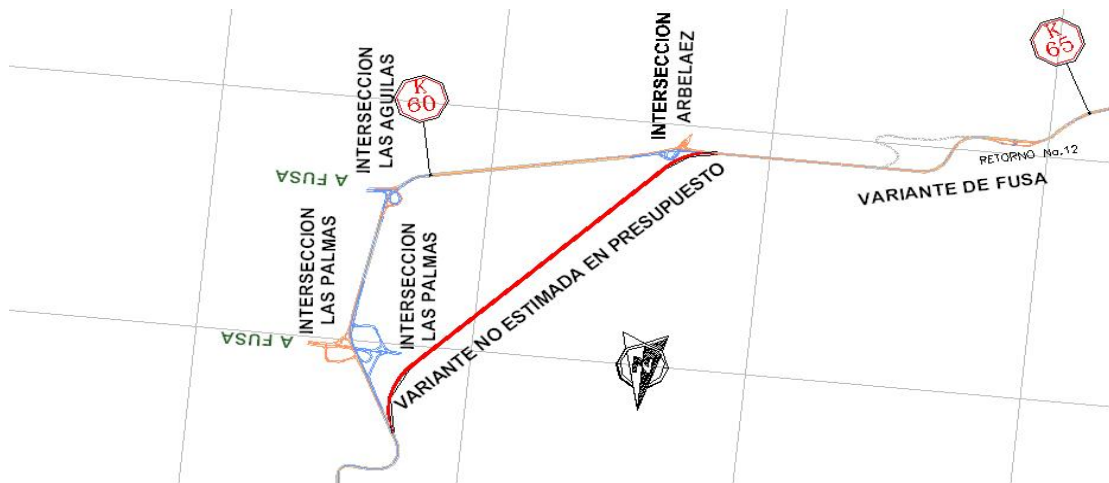 K
65
INTERSECCION
LAS AGUILAS
K
60
INTERSECCION
ARBELAEZ
RETORNO No.12
A FUSA
VARIANTE DE FUSA
INTERSECCION
LAS PALMAS
INTERSECCION
LAS PALMAS
VARIANTE NO ESTIMADA EN PRESUPUESTO
A FUSA
N